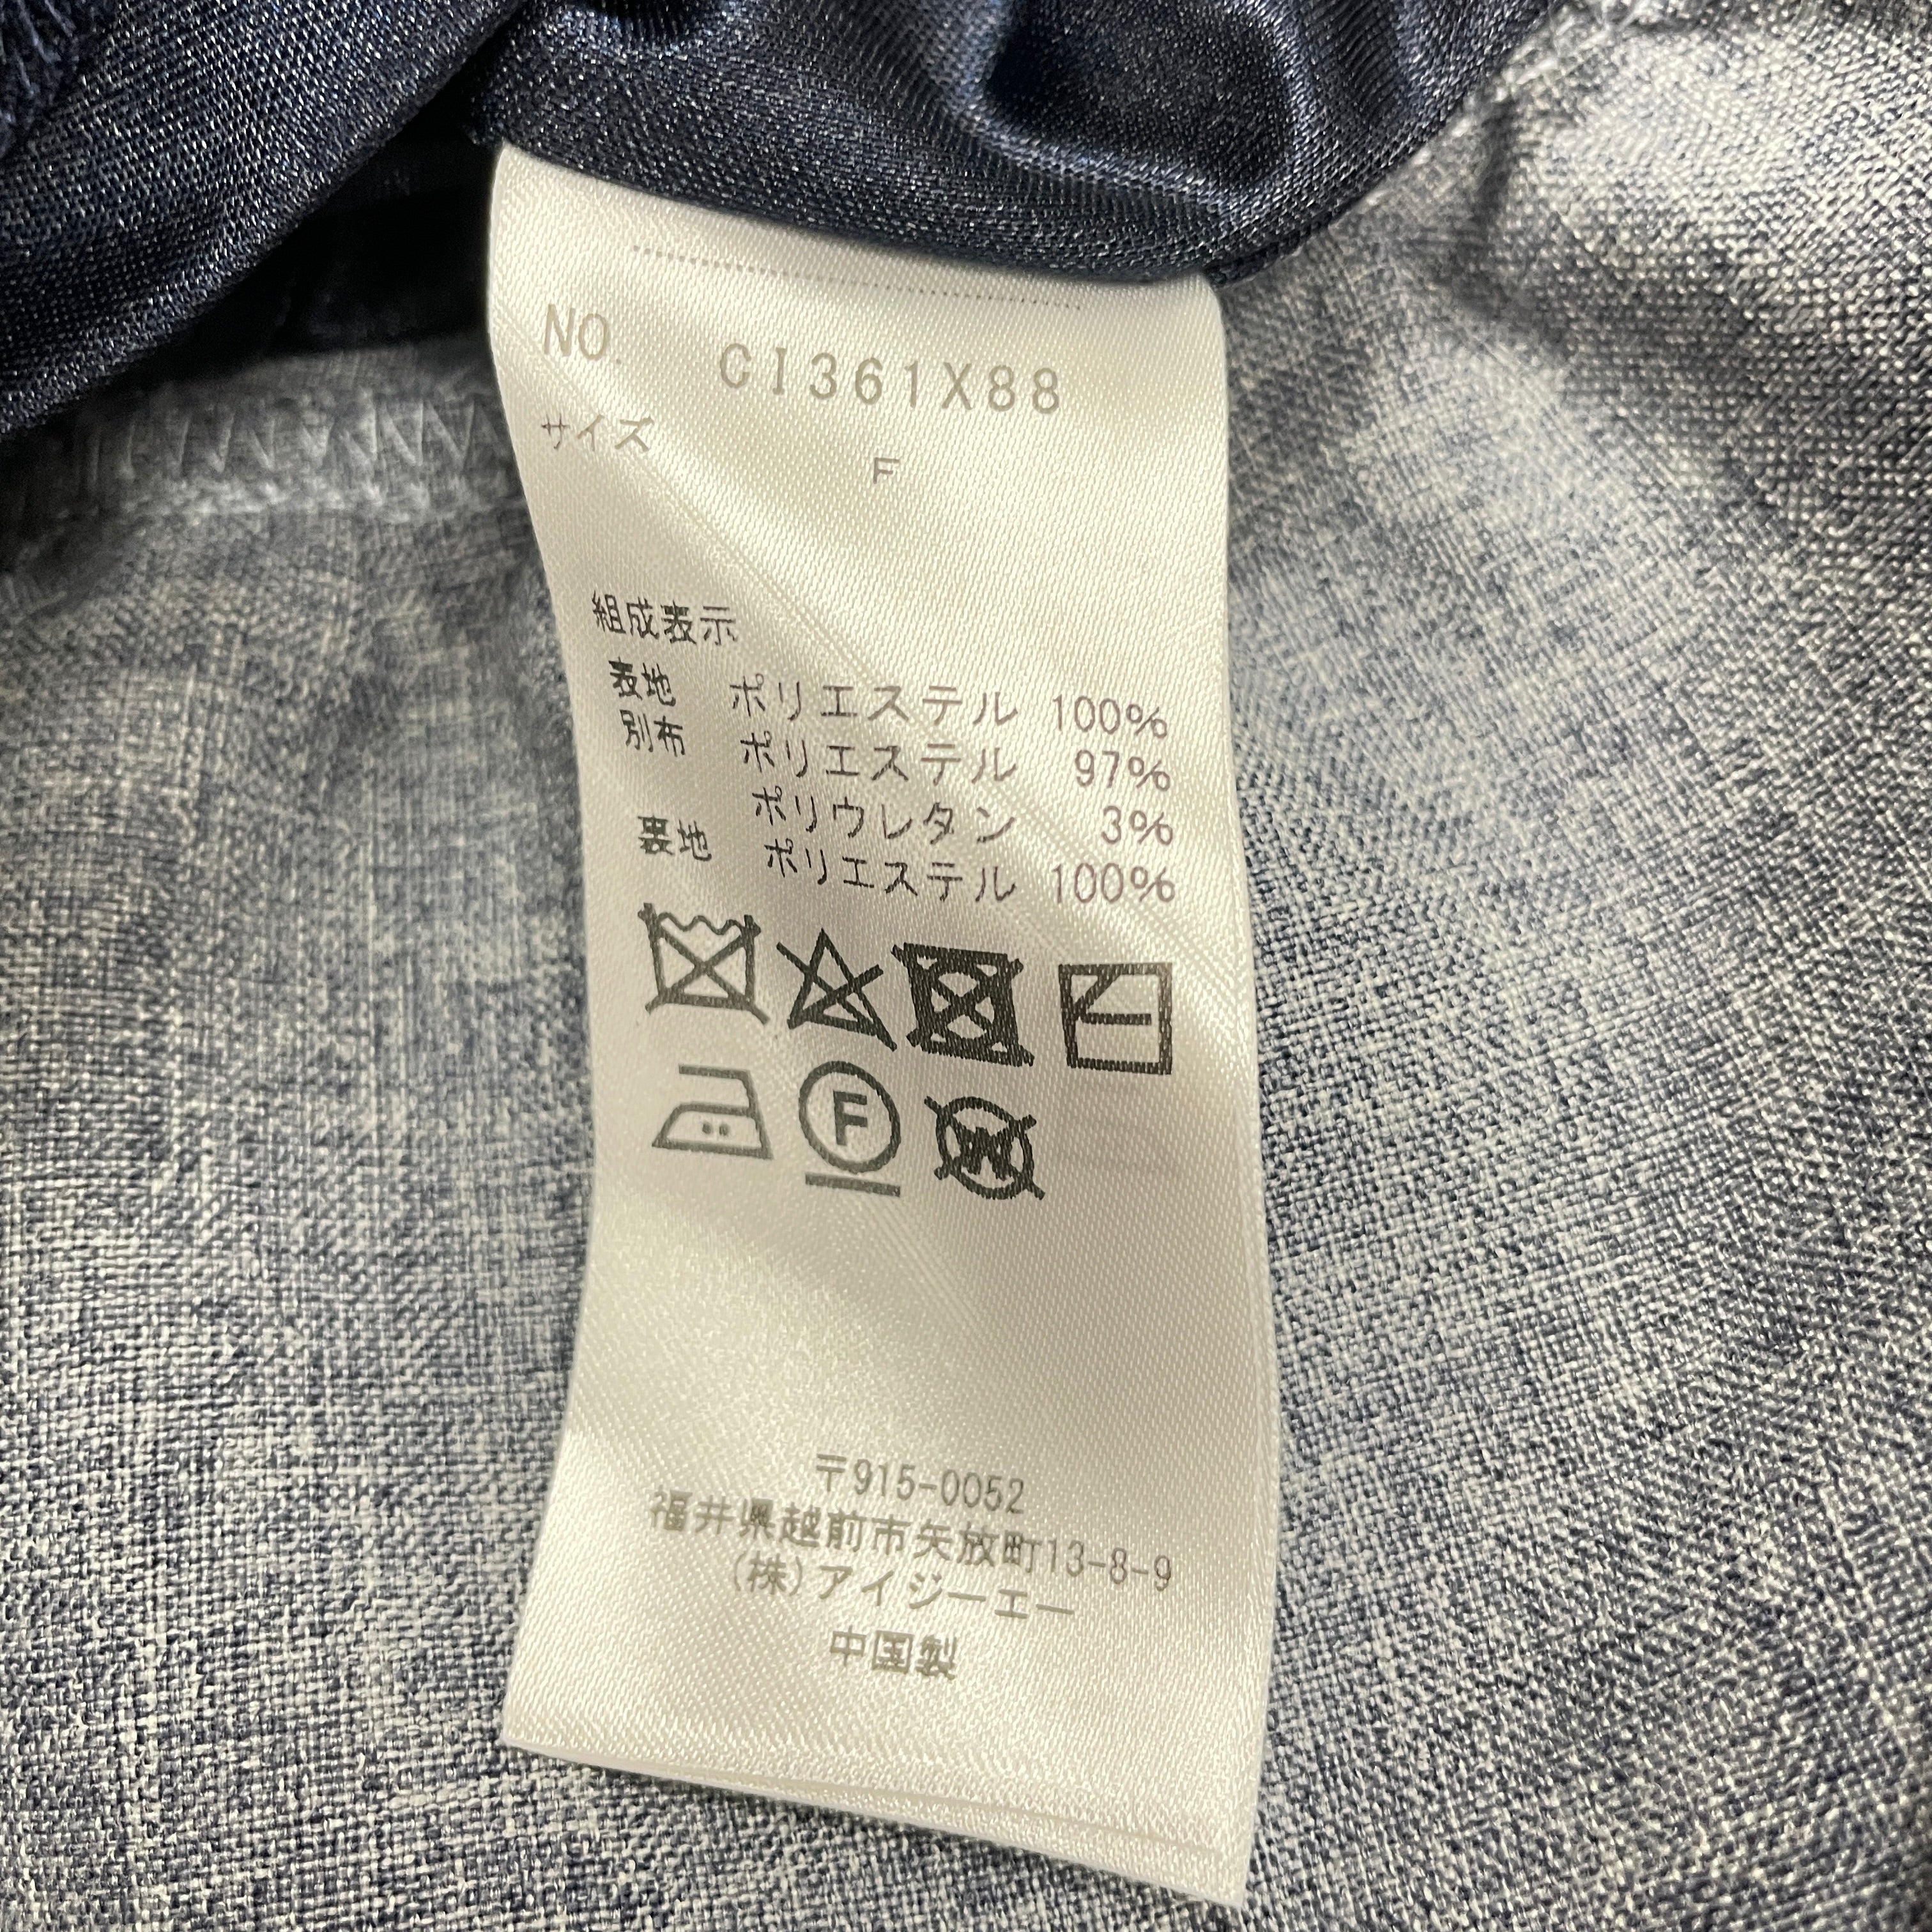 NO. CI361X88
サイズ F
組成表示
表地 ポリエステル 100%
別布 ポリエステル 97%
ポリウレタン 3%
裏地 ポリエステル 100%
F
W
〒915-0052
福井県越前市矢放町13-8-9
(株)アイジーエー
中国製